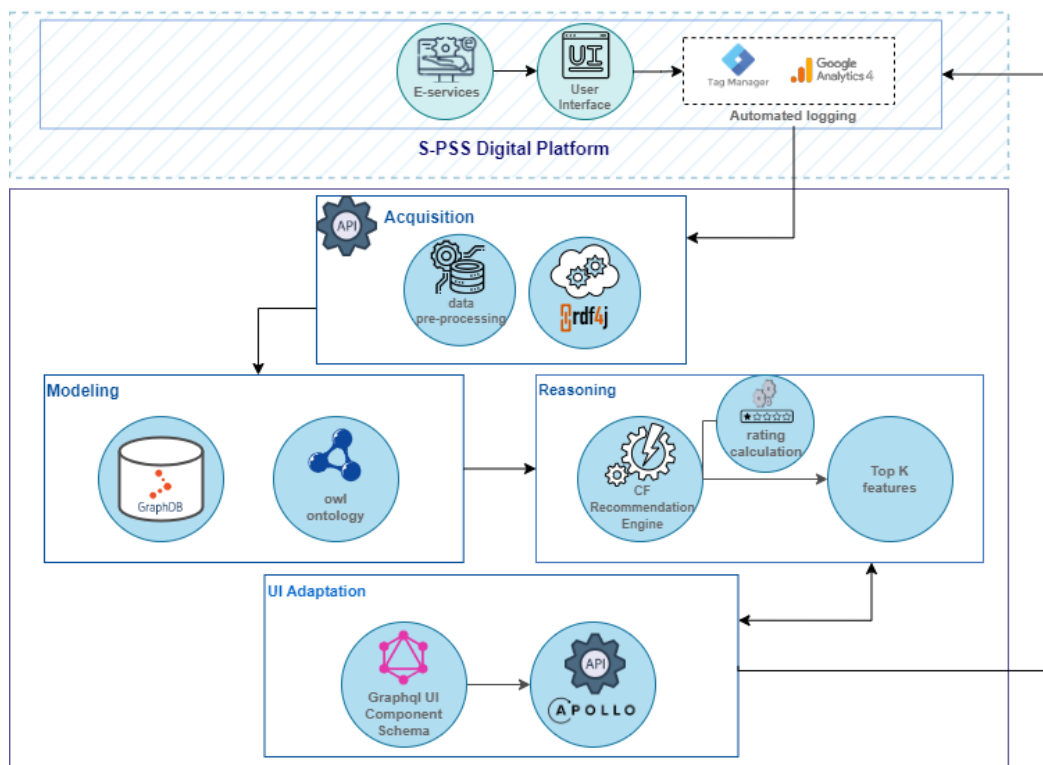 E-services
UI
User
Interface
Tag Manager
Google
Analytics 4
Automated logging
S-PSS Digital Platform
API
Acquisition
data
pre-processing
rdf4j
Modeling
GraphDB
owl
ontology
Reasoning
CF
Recommendation
Engine
rating
calculation
Top K
features
UI Adaptation
Graphql UI
Component
Schema
API
APOLLO